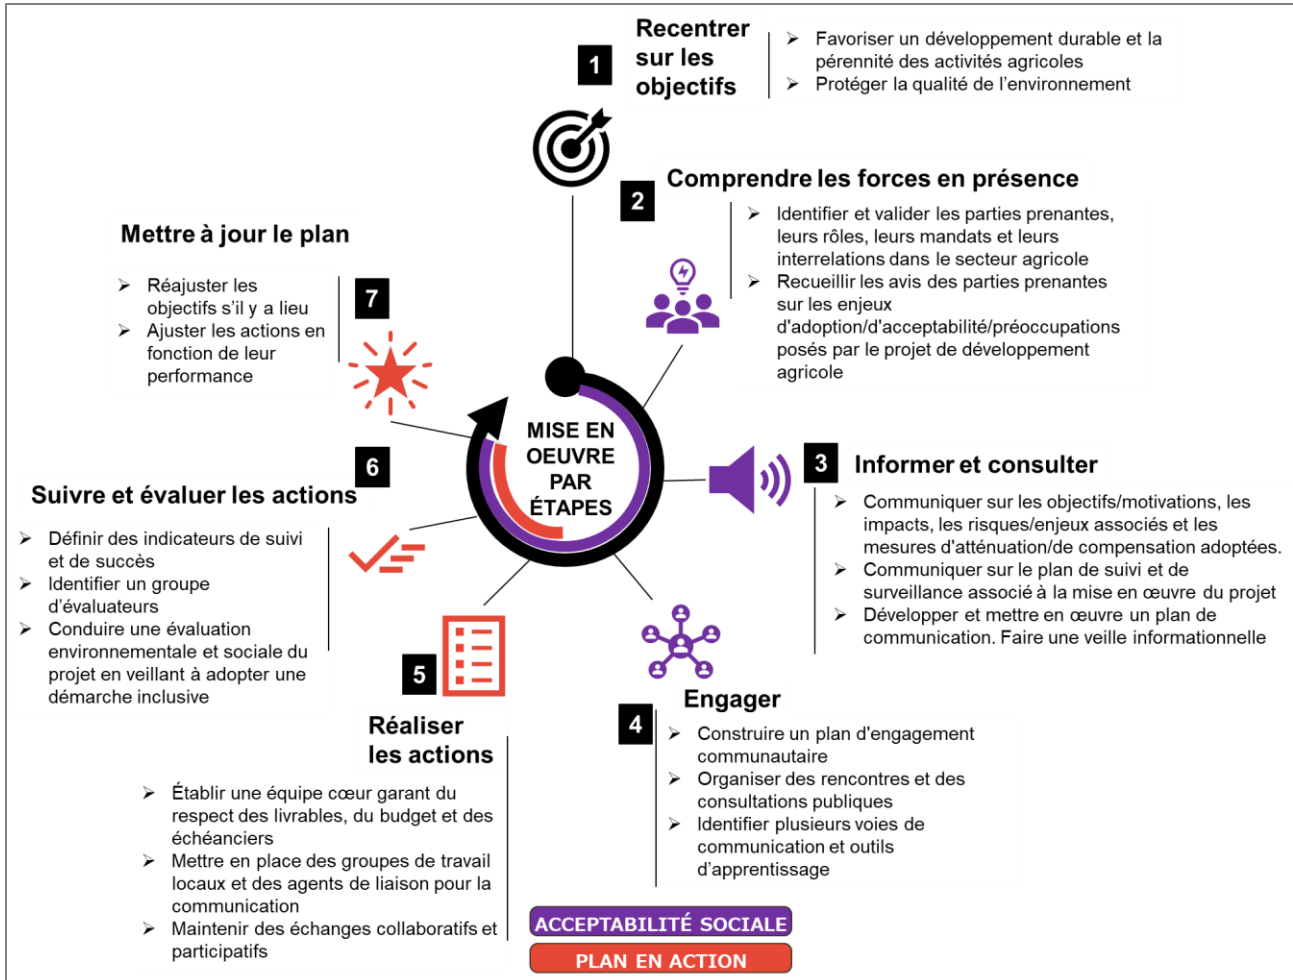 1
Recentrer
sur les
objectifs
➢ Favoriser un développement durable et la
pérennité des activités agricoles
➢ Protéger la qualité de l'environnement
2
Comprendre les forces en présence
➢ Identifier et valider les parties prenantes,
leurs rôles, leurs mandats et leurs
interrelations dans le secteur agricole
➢ Recueillir les avis des parties prenantes
sur les enjeux
d'adoption/d'acceptabilité/préoccupations
posés par le projet de développement
agricole
3
Informer et consulter
➢ Communiquer sur les objectifs/motivations, les
impacts, les risques/enjeux associés et les
mesures d'atténuation/de compensation adoptées.
➢ Communiquer sur le plan de suivi et de
surveillance associé à la mise en œuvre du projet
➢ Développer et mettre en œuvre un plan de
communication. Faire une veille informationnelle
4
Engager
➢ Construire un plan d'engagement
communautaire
➢ Organiser des rencontres et des
consultations publiques
➢ Identifier plusieurs voies de
communication et outils
d'apprentissage
5
Réaliser
les actions
➢ Établir une équipe cœur garant du
respect des livrables, du budget et des
échéanciers
➢ Mettre en place des groupes de travail
locaux et des agents de liaison pour la
communication
➢ Maintenir des échanges collaboratifs et
participatifs
6
Suivre et évaluer les actions
➢ Définir des indicateurs de suivi
et de succès
➢ Identifier un groupe
d'évaluateurs
➢ Conduire une évaluation
environnementale et sociale du
projet en veillant à adopter une
démarche inclusive
7
Mettre à jour le plan
➢ Réajuster les
objectifs s'il y a lieu
➢ Ajuster les actions en
fonction de leur
performance
MISE EN
OEUVRE
PAR
ÉTAPES
ACCEPTABILITÉ SOCIALE
PLAN EN ACTION